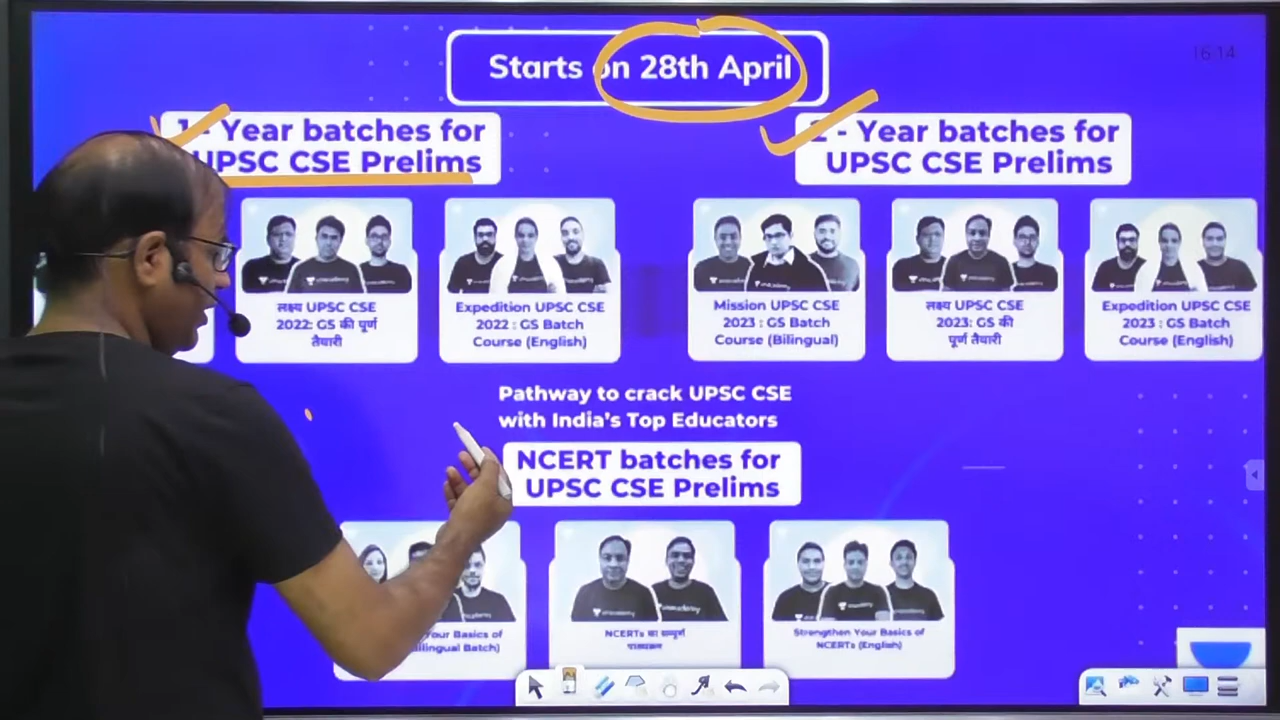 Starts on 28th April
16:14
1 - Year batches for
UPSC CSE Prelims
2 - Year batches for
UPSC CSE Prelims
लक्ष्य UPSC CSE
2022: GS की पूर्ण
तैयारी
Expedition UPSC CSE
2022 : GS Batch
Course (English)
Mission UPSC CSE
2023 : GS Batch
Course (Bilingual)
लक्ष्य UPSC CSE
2023: GS की
पूर्ण तैयारी
Expedition UPSC CSE
2023 : GS Batch
Course (English)
Pathway to crack UPSC CSE
with India's Top Educators
NCERT batches for
UPSC CSE Prelims
Your Basics of
Batch)
NCERTs का सम्पूर्ण
पाठ्यक्रम
Strengthen Your Basics of
NCERTs (English)